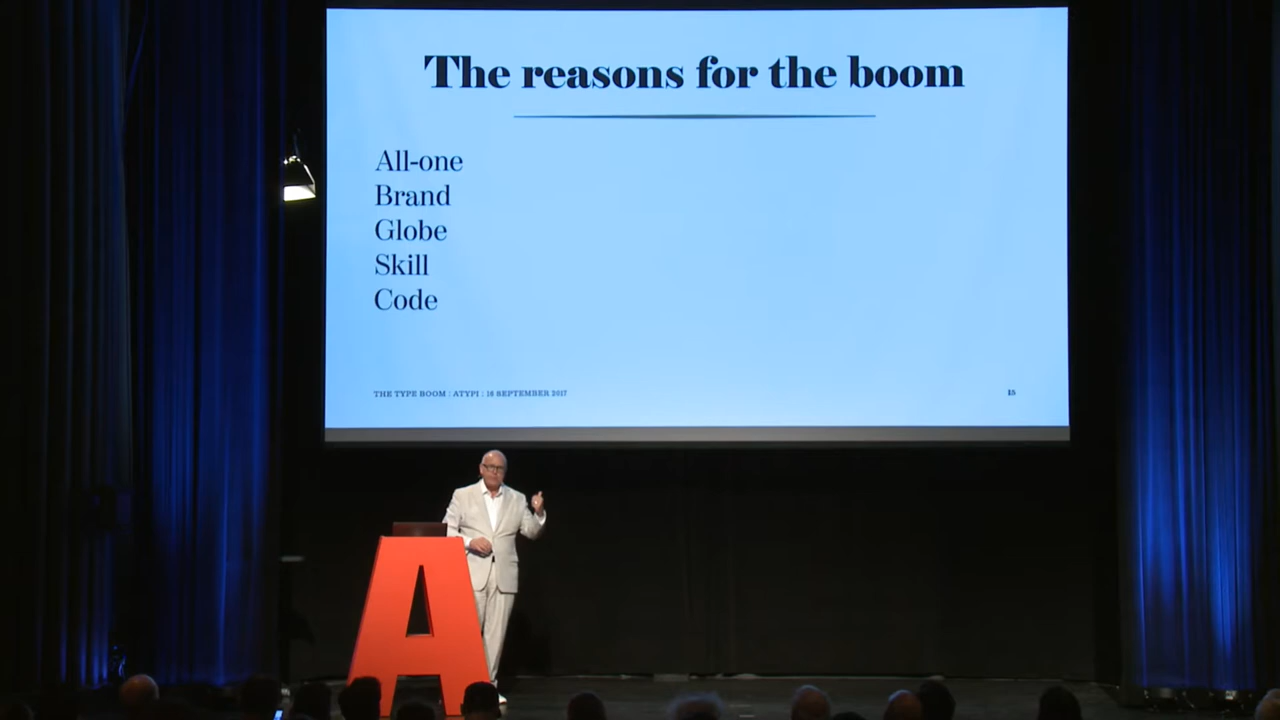 The reasons for the boom
All-one
Brand
Globe
Skill
Code
THE TYPE BOOM : ATYPI : 16 SEPTEMBER 2017
15
A